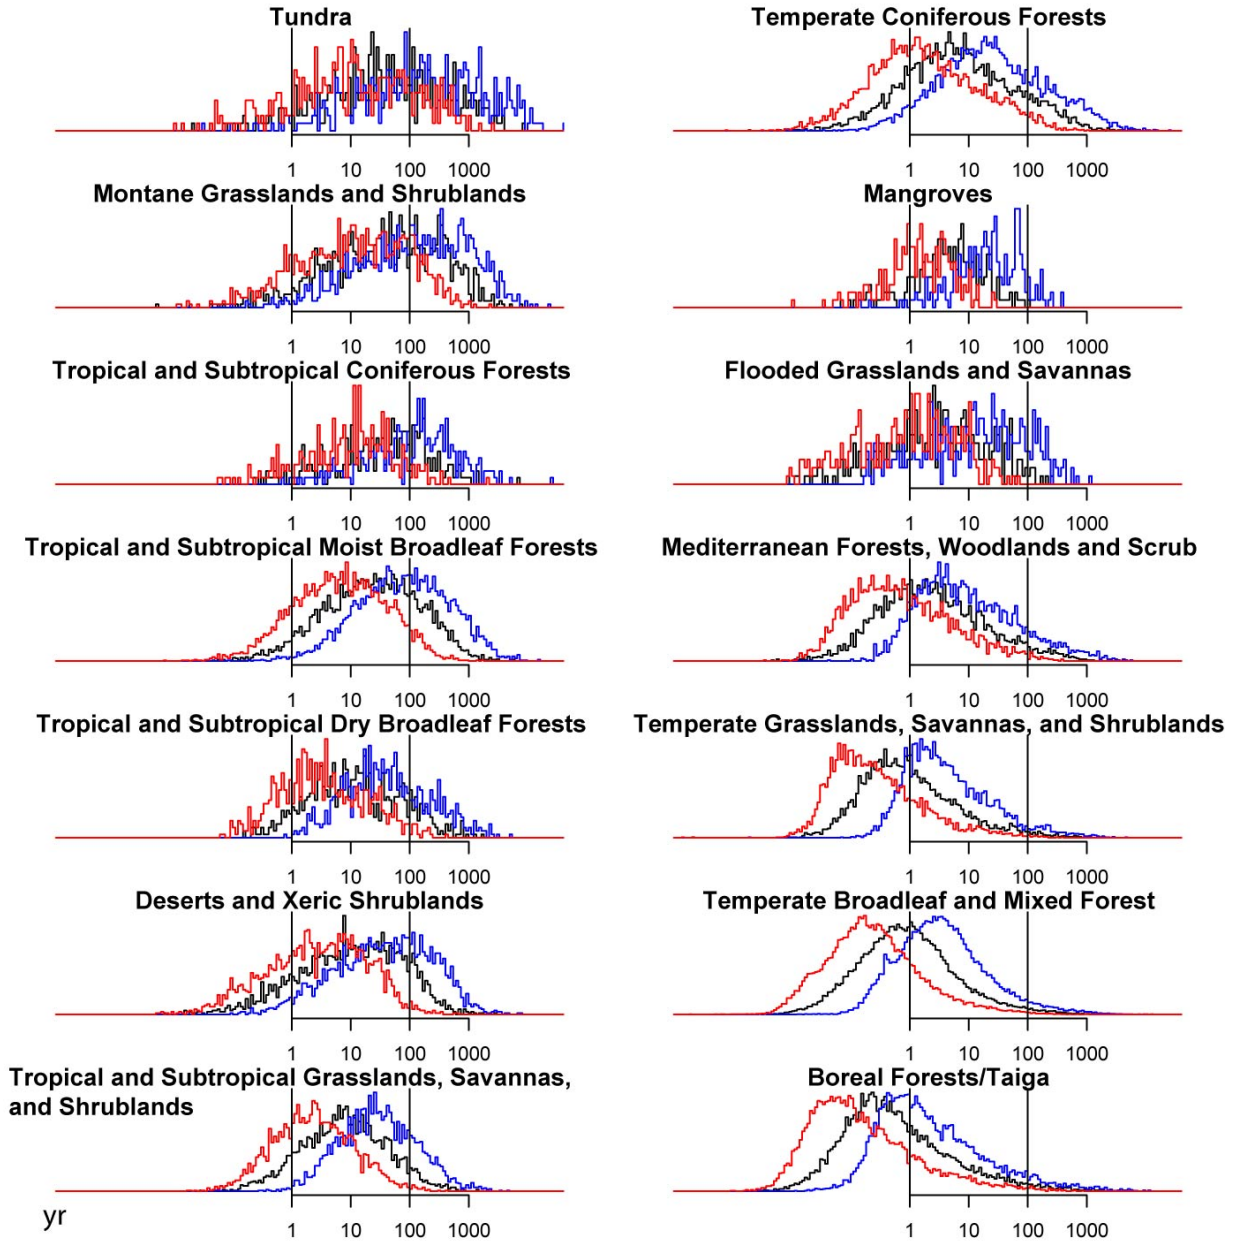 Tundra
1 10 100 1000
Montane Grasslands and Shrublands
1 10 100 1000
Tropical and Subtropical Coniferous Forests
1 10 100 1000
Tropical and Subtropical Moist Broadleaf Forests
1 10 100 1000
Tropical and Subtropical Dry Broadleaf Forests
1 10 100 1000
Deserts and Xeric Shrublands
1 10 100 1000
Tropical and Subtropical Grasslands, Savannas,
and Shrublands
1 10 100 1000
yr
Temperate Coniferous Forests
1 10 100 1000
Mangroves
1 10 100 1000
Flooded Grasslands and Savannas
1 10 100 1000
Mediterranean Forests, Woodlands and Scrub
1 10 100 1000
Temperate Grasslands, Savannas, and Shrublands
1 10 100 1000
Temperate Broadleaf and Mixed Forest
1 10 100 1000
Boreal Forests/Taiga
1 10 100 1000